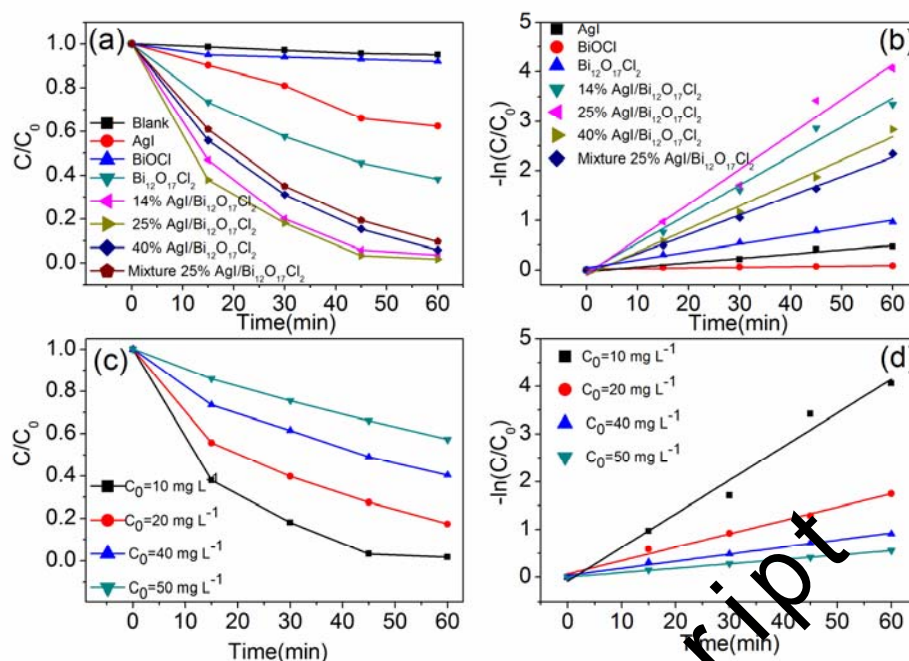 (a)
C/C₀
1.0
0.8
0.6
0.4
0.2
0.0
Blank
AgI
BiOCl
Bi₁₂O₁₇Cl₂
14% AgI/Bi₁₂O₁₇Cl₂
25% AgI/Bi₁₂O₁₇Cl₂
40% AgI/Bi₁₂O₁₇Cl₂
Mixture 25% AgI/Bi₁₂O₁₇Cl₂
0 10 20 30 40 50 60
Time(min)
(b)
-ln(C/C₀)
5
4
3
2
1
0
AgI
BiOCl
Bi₁₂O₁₇Cl₂
14% AgI/Bi₁₂O₁₇Cl₂
25% AgI/Bi₁₂O₁₇Cl₂
40% AgI/Bi₁₂O₁₇Cl₂
Mixture 25% AgI/Bi₁₂O₁₇Cl₂
0 10 20 30 40 50 60
Time(min)
(c)
C/C₀
1.0
0.8
0.6
0.4
0.2
0.0
C₀=10 mg L⁻¹
C₀=20 mg L⁻¹
C₀=40 mg L⁻¹
C₀=50 mg L⁻¹
0 10 20 30 40 50 60
Time(min)
(d)
-ln(C/C₀)
5
4
3
2
1
0
C₀=10 mg L⁻¹
C₀=20 mg L⁻¹
C₀=40 mg L⁻¹
C₀=50 mg L⁻¹
0 10 20 30 40 50 60
Time(min)
ript